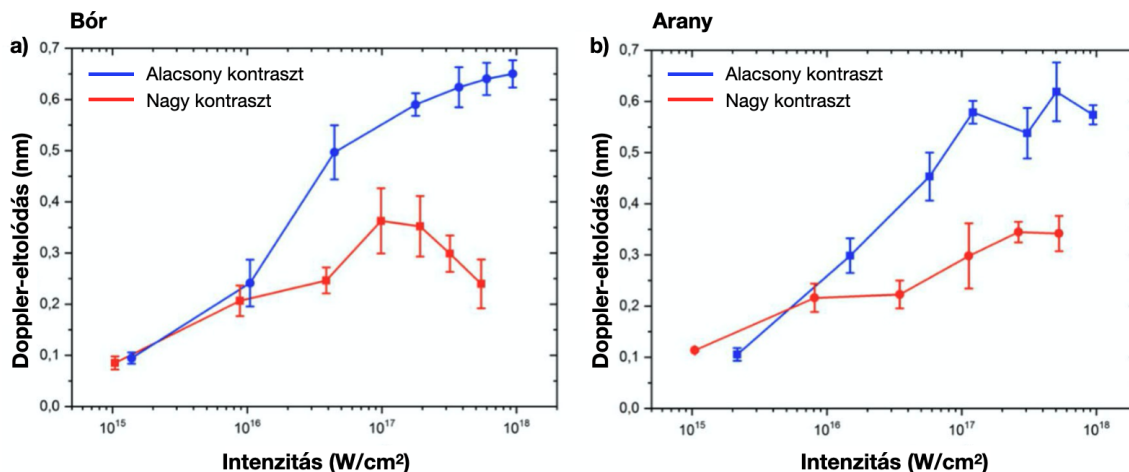 Bór
a)
0,7
0,6
0,5
0,4
0,3
0,2
0,1
0,0
Doppler-eltolódás (nm)
Alacsony kontraszt
Nagy kontraszt
10¹⁵
10¹⁶
10¹⁷
10¹⁸
Intenzitás (W/cm²)
Arany
b)
0,7
0,6
0,5
0,4
0,3
0,2
0,1
0,0
Doppler-eltolódás (nm)
Alacsony kontraszt
Nagy kontraszt
10¹⁵
10¹⁶
10¹⁷
10¹⁸
Intenzitás (W/cm²)